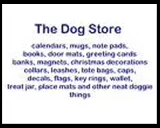 The Dog Store
calendars, mugs, note pads,
books, door mats, greeting cards
banks, magnets, christmas decorations
collars, leashes, tote bags, caps,
decals, flags, key rings, wallet,
treat jar, place mats and other neat doggie
things